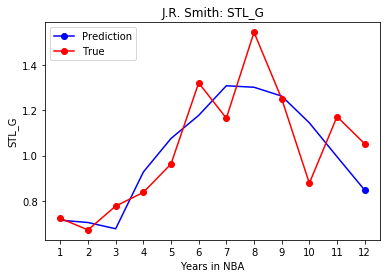 J.R. Smith: STL_G
Prediction
True
STL_G
1.4
1.2
1.0
0.8
1 2 3 4 5 6 7 8 9 10 11 12
Years in NBA